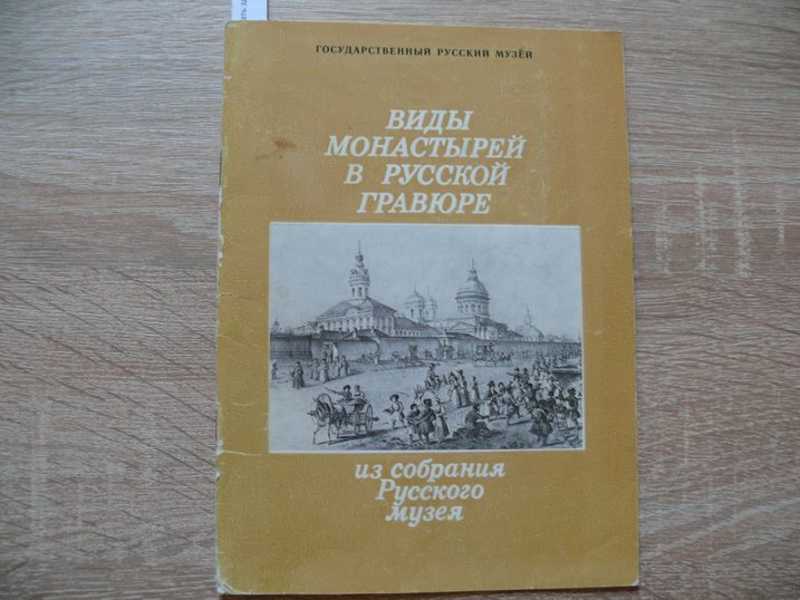 ГОСУДАРСТВЕННЫЙ РУССКИЙ МУЗЕЙ
ВИДЫ
МОНАСТЫРЕЙ
В РУССКОЙ
ГРАВЮРЕ
из собрания
Русского
музея